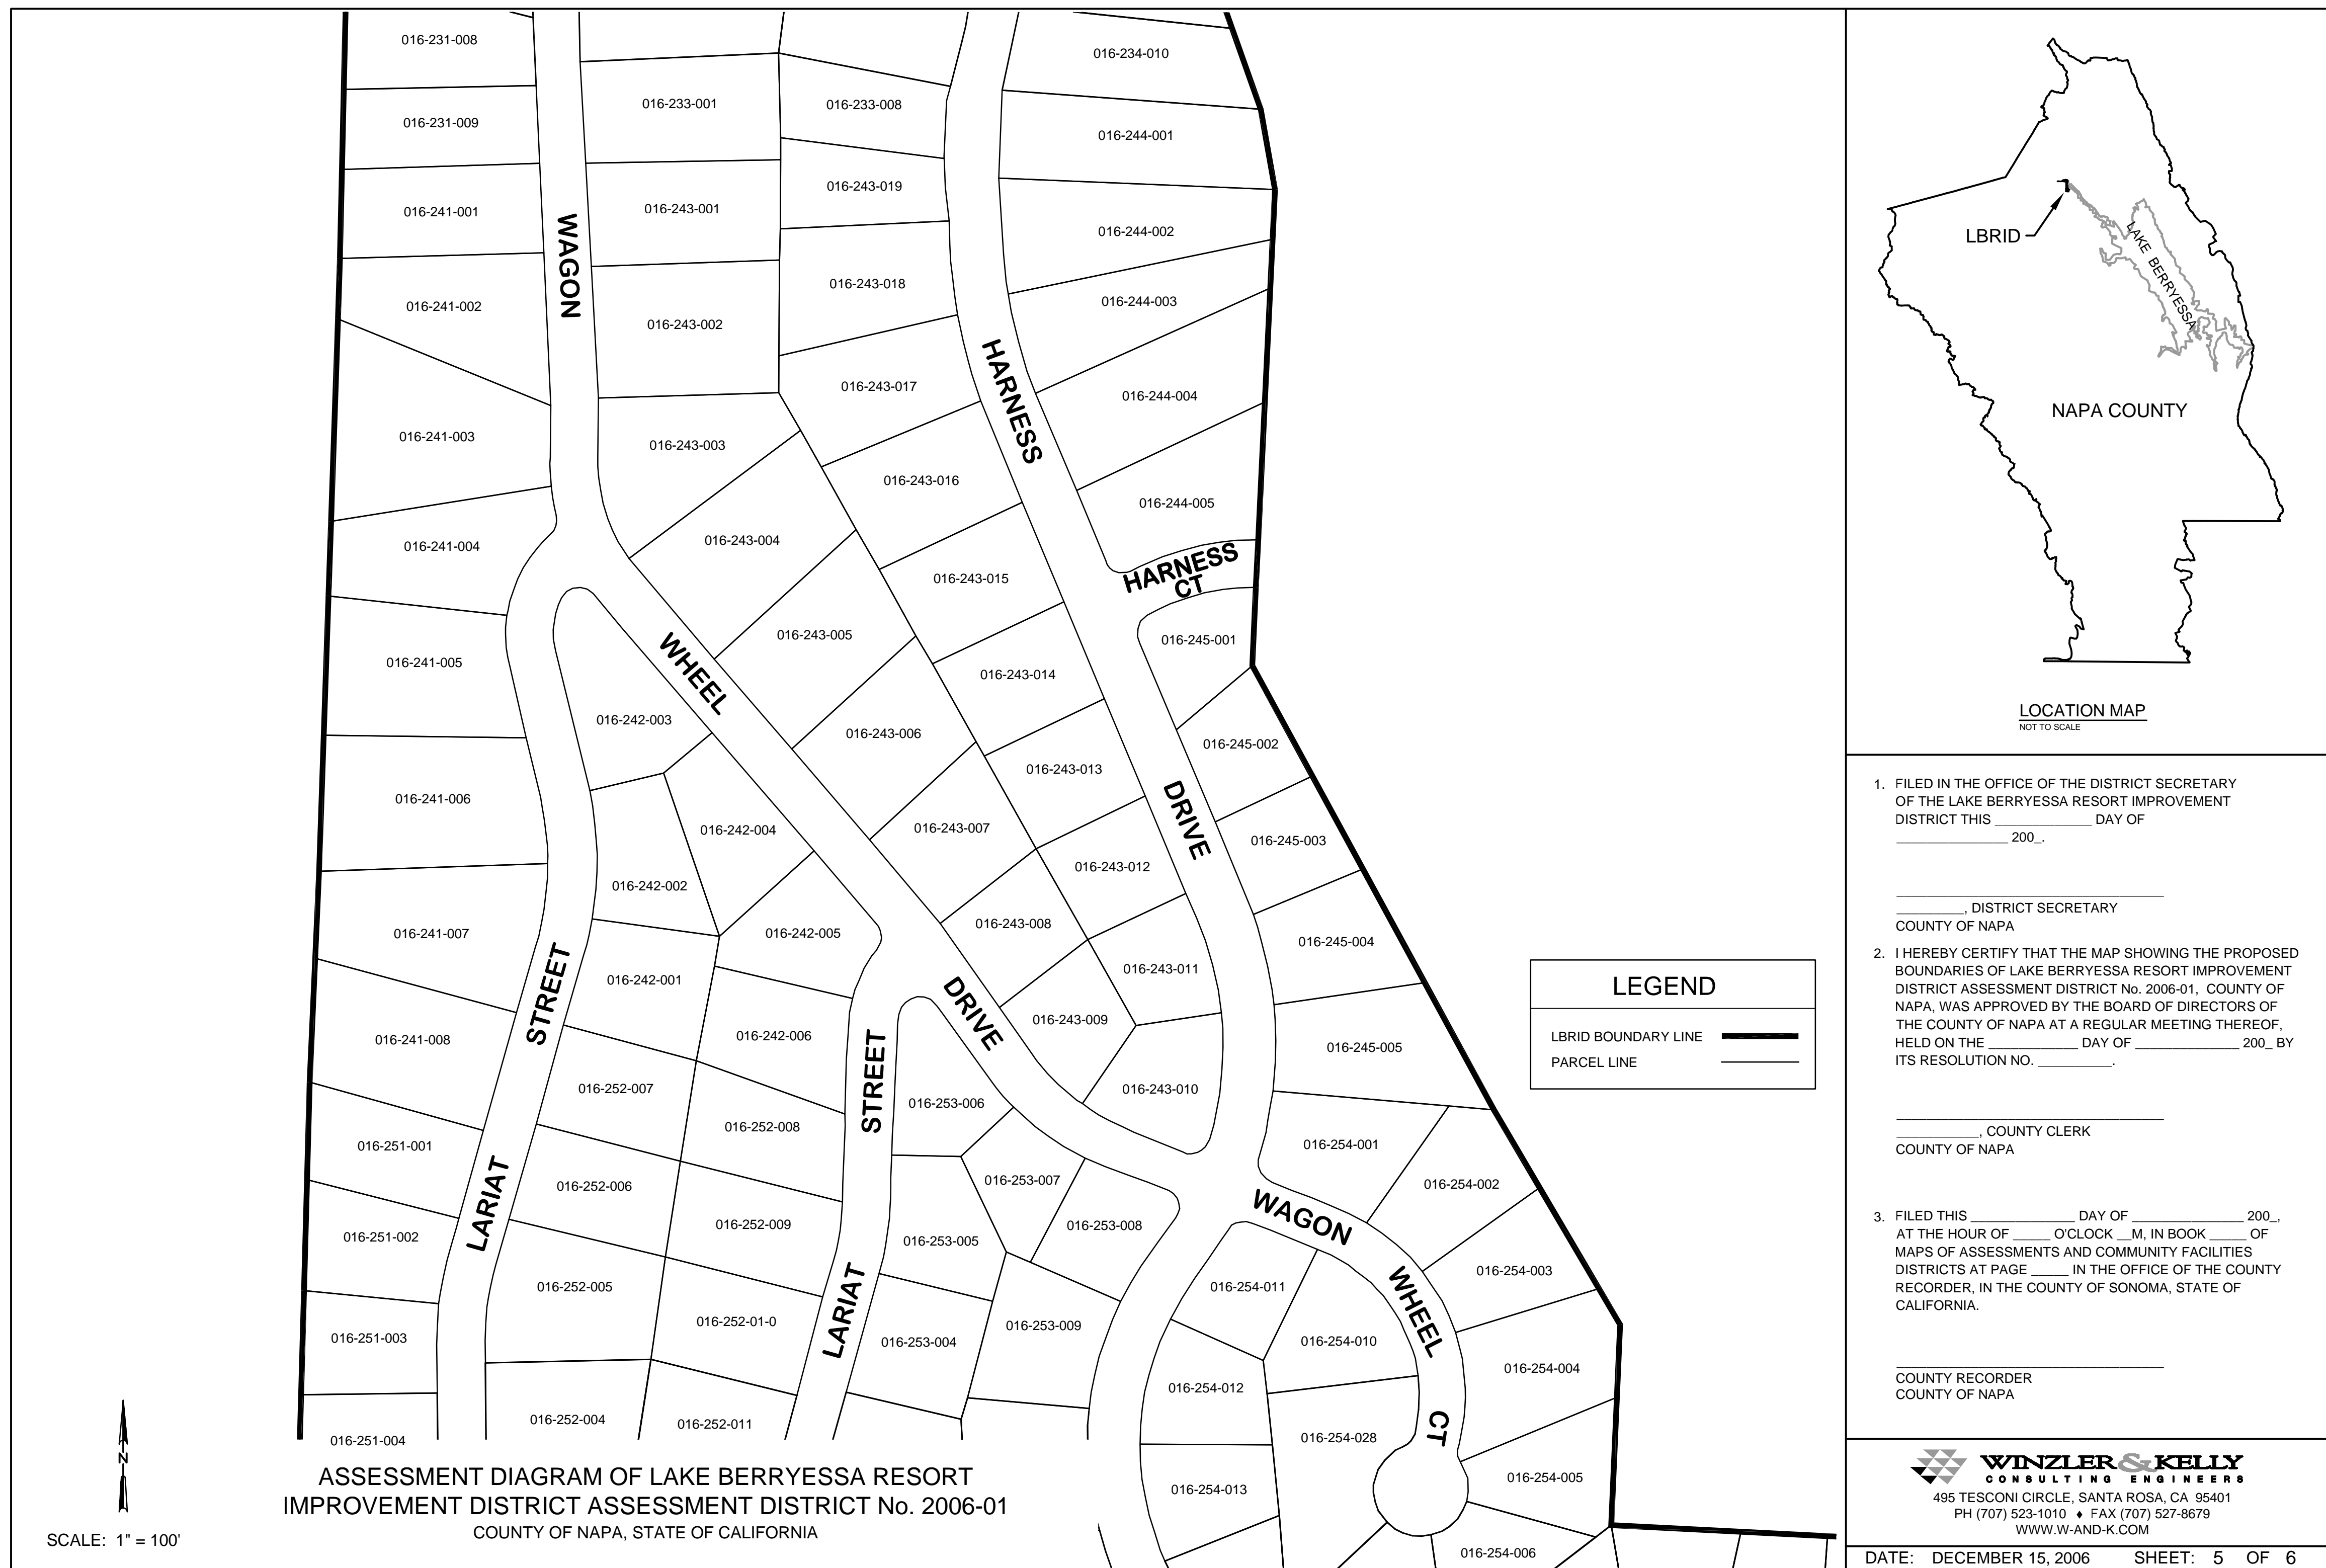 016-231-008
016-231-009
016-241-001
016-241-002
016-241-003
016-241-004
016-241-005
016-241-006
016-241-007
016-241-008
016-251-001
016-251-002
016-251-003
016-251-004
WAGON
WHEEL
DRIVE
016-233-001
016-243-001
016-243-002
016-243-003
016-243-004
016-243-005
016-243-006
016-243-007
016-243-008
016-243-009
016-243-010
016-233-008
016-243-019
016-243-018
016-243-017
016-243-016
016-243-015
016-243-014
016-243-013
016-243-012
016-243-011
HARNESS
DRIVE
016-234-010
016-244-001
016-244-002
016-244-003
016-244-004
016-244-005
HARNESS
CT
016-245-001
016-245-002
016-245-003
016-245-004
016-245-005
016-242-003
016-242-004
016-242-002
016-242-005
016-242-001
016-242-006
STREET
LARIAT
016-252-007
016-252-008
016-252-006
016-252-009
016-252-005
016-252-01-0
016-252-004
016-252-011
STREET
LARIAT
016-253-006
016-253-007
016-253-008
016-253-005
016-253-004
016-253-009
WAGON
WHEEL
CT
016-254-001
016-254-002
016-254-003
016-254-004
016-254-005
016-254-006
016-254-011
016-254-010
016-254-012
016-254-028
016-254-013
LEGEND
LBRID BOUNDARY LINE
PARCEL LINE
N
SCALE: 1" = 100'
ASSESSMENT DIAGRAM OF LAKE BERRYESSA RESORT
IMPROVEMENT DISTRICT ASSESSMENT DISTRICT No. 2006-01
COUNTY OF NAPA, STATE OF CALIFORNIA
LBRID
LAKE BERRYESSA
NAPA COUNTY
LOCATION MAP
NOT TO SCALE
1. FILED IN THE OFFICE OF THE DISTRICT SECRETARY
OF THE LAKE BERRYESSA RESORT IMPROVEMENT
DISTRICT THIS _____________ DAY OF
_______________ 200_.
____________________________________
_________, DISTRICT SECRETARY
COUNTY OF NAPA
2. I HEREBY CERTIFY THAT THE MAP SHOWING THE PROPOSED
BOUNDARIES OF LAKE BERRYESSA RESORT IMPROVEMENT
DISTRICT ASSESSMENT DISTRICT No. 2006-01, COUNTY OF
NAPA, WAS APPROVED BY THE BOARD OF DIRECTORS OF
THE COUNTY OF NAPA AT A REGULAR MEETING THEREOF,
HELD ON THE ____________ DAY OF ______________ 200_ BY
ITS RESOLUTION NO. __________.
____________________________________
___________, COUNTY CLERK
COUNTY OF NAPA
3. FILED THIS ______________ DAY OF _______________ 200_,
AT THE HOUR OF _____ O'CLOCK __M, IN BOOK _____ OF
MAPS OF ASSESSMENTS AND COMMUNITY FACILITIES
DISTRICTS AT PAGE _____ IN THE OFFICE OF THE COUNTY
RECORDER, IN THE COUNTY OF SONOMA, STATE OF
CALIFORNIA.
____________________________________
COUNTY RECORDER
COUNTY OF NAPA
WINZLER & KELLY
CONSULTING ENGINEERS
495 TESCONI CIRCLE, SANTA ROSA, CA 95401
PH (707) 523-1010 ♦ FAX (707) 527-8679
WWW.W-AND-K.COM
DATE: DECEMBER 15, 2006 SHEET: 5 OF 6